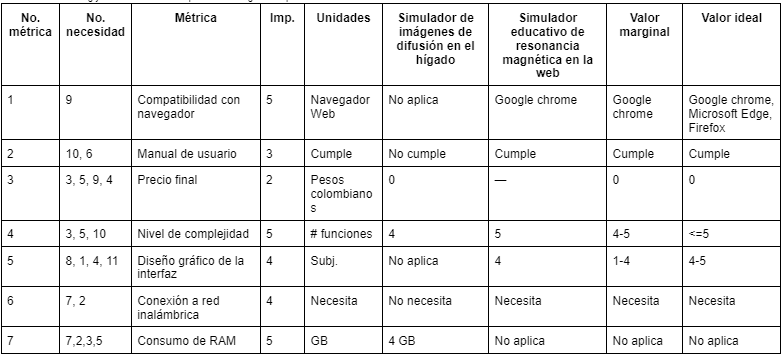 No. métrica | No. necesidad | Métrica | Imp. | Unidades | Simulador de imágenes de difusión en el hígado | Simulador educativo de resonancia magnética en la web | Valor marginal | Valor ideal
1 | 9 | Compatibilidad con navegador | 5 | Navegador Web | No aplica | Google chrome | Google chrome | Google chrome, Microsoft Edge, Firefox
2 | 10, 6 | Manual de usuario | 3 | Cumple | No cumple | Cumple | Cumple | Cumple
3 | 3, 5, 9, 4 | Precio final | 2 | Pesos colombianos | 0 | — | 0 | 0
4 | 3, 5, 10 | Nivel de complejidad | 5 | # funciones | 4 | 5 | 4-5 | <=5
5 | 8, 1, 4, 11 | Diseño gráfico de la interfaz | 4 | Subj. | No aplica | 4 | 1-4 | 4-5
6 | 7, 2 | Conexión a red inalámbrica | 4 | Necesita | No necesita | Necesita | Necesita | Necesita
7 | 7,2,3,5 | Consumo de RAM | 5 | GB | 4 GB | No aplica | No aplica | No aplica